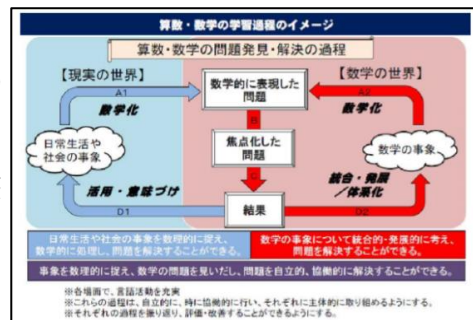 算数・数学の学習過程のイメージ
算数・数学の問題発見・解決の過程
【現実の世界】
【数学の世界】
A1
数学化
数学的に表現した
問題
A2
数学化
B
日常生活や
社会の事象
焦点化した
問題
数学の事象
C
活用・意味づけ
統合・発展
/体系化
D1
結果
D2
日常生活や社会の事象を数理的に捉え、
数学的に処理し、問題を解決することができる。
数学の事象について統合的・発展的に考え、
問題を解決することができる。
事象を数理的に捉え、数学の問題を見いだし、問題を自立的、協働的に解決することができる。
※各場面で、言語活動を充実
※これらの過程は、自立的に、時に協働的に行い、それぞれに主体的に取り組めるようにする。
※それぞれの過程を振り返り、評価・改善することができるようにする。